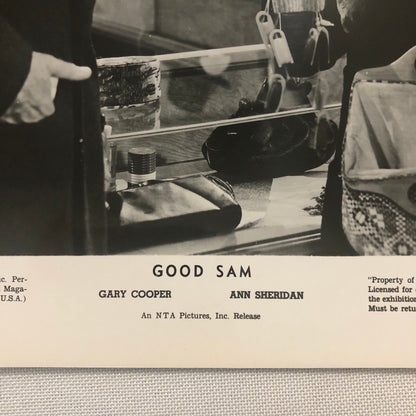 GOOD SAM
GARY COOPER ANN SHERIDAN
An NTA Pictures, Inc. Release
c. Per-
Maga-
U.S.A.)
"Property of
Licensed for
the exhibition
Must be retu